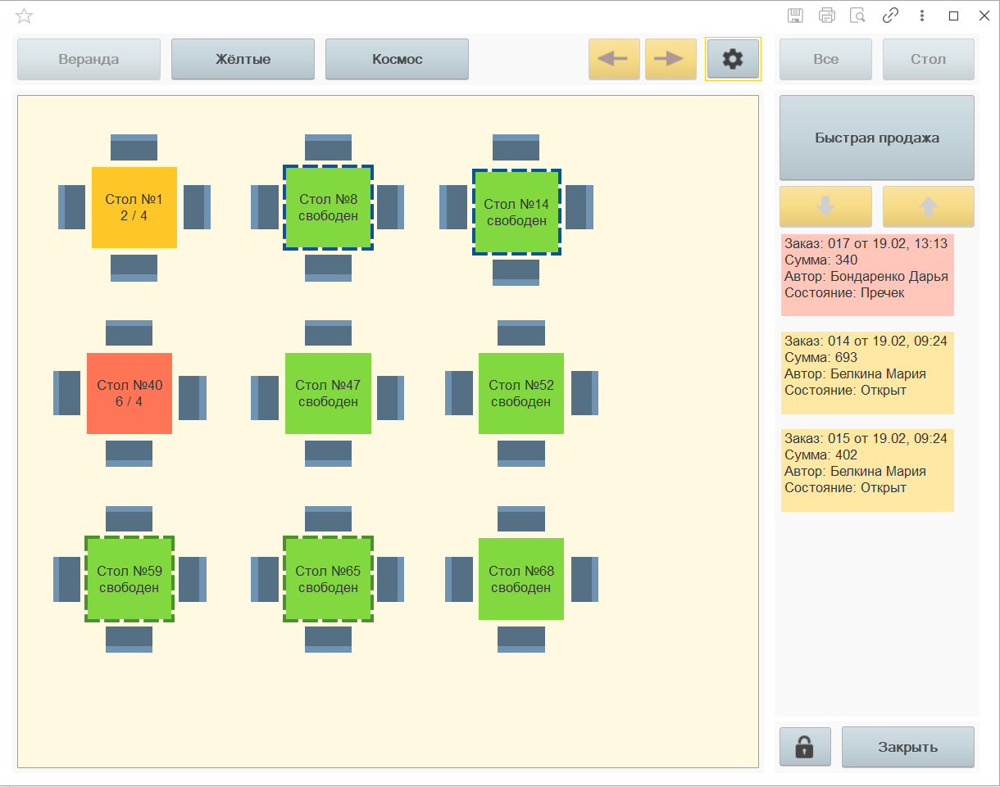 Веранда
Жёлтые
Космос
Все
Стол
Быстрая продажа
Стол №1
2 / 4
Стол №8
свободен
Стол №14
свободен
Стол №40
6 / 4
Стол №47
свободен
Стол №52
свободен
Стол №59
свободен
Стол №65
свободен
Стол №68
свободен
Заказ: 017 от 19.02, 13:13
Сумма: 340
Автор: Бондаренко Дарья
Состояние: Пречек
Заказ: 014 от 19.02, 09:24
Сумма: 693
Автор: Белкина Мария
Состояние: Открыт
Заказ: 015 от 19.02, 09:24
Сумма: 402
Автор: Белкина Мария
Состояние: Открыт
Закрыть